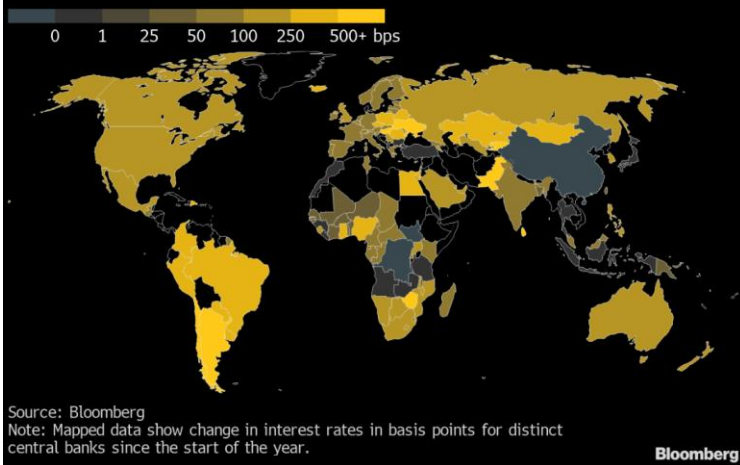 0 1 25 50 100 250 500+ bps
Source: Bloomberg
Note: Mapped data show change in interest rates in basis points for distinct
central banks since the start of the year.
Bloomberg